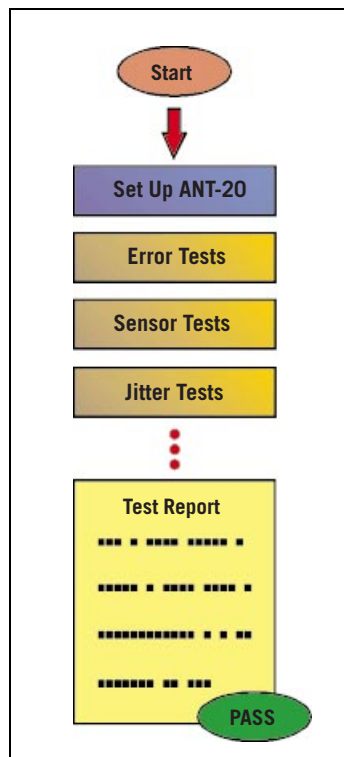 Start
Set Up ANT-20
Error Tests
Sensor Tests
Jitter Tests
Test Report
PASS